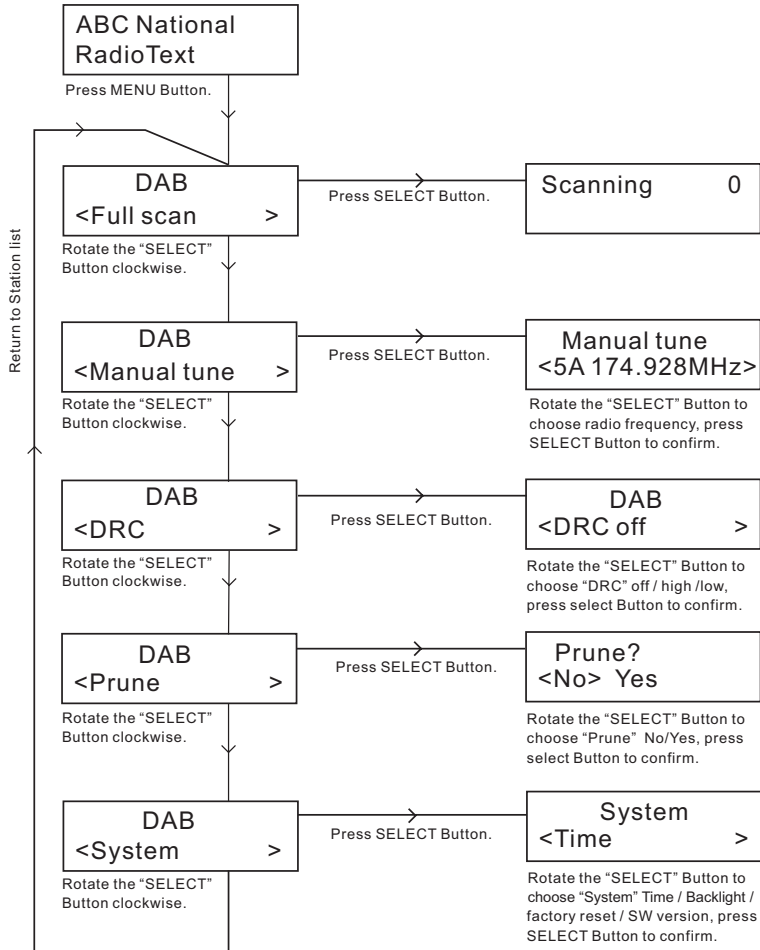 ABC National
RadioText
Press MENU Button.
Return to Station list
DAB
<Full scan >
Press SELECT Button.
Scanning 0
Rotate the “SELECT”
Button clockwise.
DAB
<Manual tune >
Press SELECT Button.
Manual tune
<5A 174.928MHz>
Rotate the “SELECT”
Button clockwise.
Rotate the “SELECT” Button to
choose radio frequency, press
SELECT Button to confirm.
DAB
<DRC >
Press SELECT Button.
DAB
<DRC off >
Rotate the “SELECT”
Button clockwise.
Rotate the “SELECT” Button to
choose “DRC” off / high /low,
press select Button to confirm.
DAB
<Prune >
Press SELECT Button.
Prune?
<No> Yes
Rotate the “SELECT”
Button clockwise.
Rotate the “SELECT” Button to
choose “Prune” No/Yes, press
select Button to confirm.
DAB
<System >
Press SELECT Button.
System
<Time >
Rotate the “SELECT”
Button clockwise.
Rotate the “SELECT” Button to
choose “System” Time / Backlight /
factory reset / SW version, press
SELECT Button to confirm.